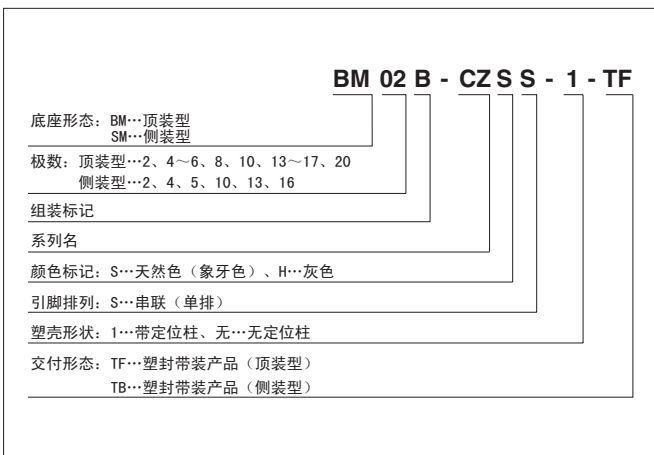 BM 02 B - CZ S S - 1 - TF
底座形态：BM…顶装型
SM…侧装型
极数：顶装型…2、4～6、8、10、13～17、20
侧装型…2、4、5、10、13、16
组装标记
系列名
颜色标记：S…天然色（象牙色）、H…灰色
引脚排列：S…串联（单排）
塑壳形状：1…带定位柱、无…无定位柱
交付形态：TF…塑封带装产品（顶装型）
TB…塑封带装产品（侧装型）